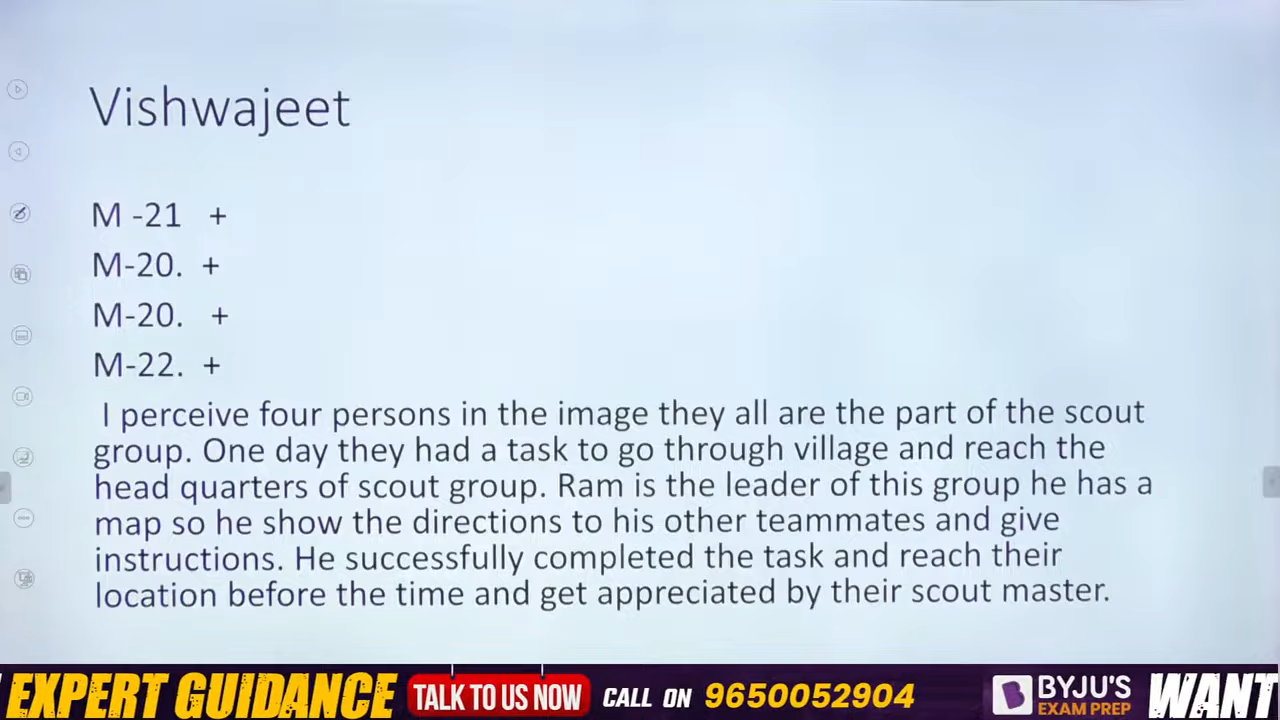 Vishwajeet
M -21 +
M-20. +
M-20. +
M-22. +
I perceive four persons in the image they all are the part of the scout
group. One day they had a task to go through village and reach the
head quarters of scout group. Ram is the leader of this group he has a
map so he show the directions to his other teammates and give
instructions. He successfully completed the task and reach their
location before the time and get appreciated by their scout master.
EXPERT GUIDANCE TALK TO US NOW CALL ON 9650052904 BYJU'S WANT
EXAM PREP